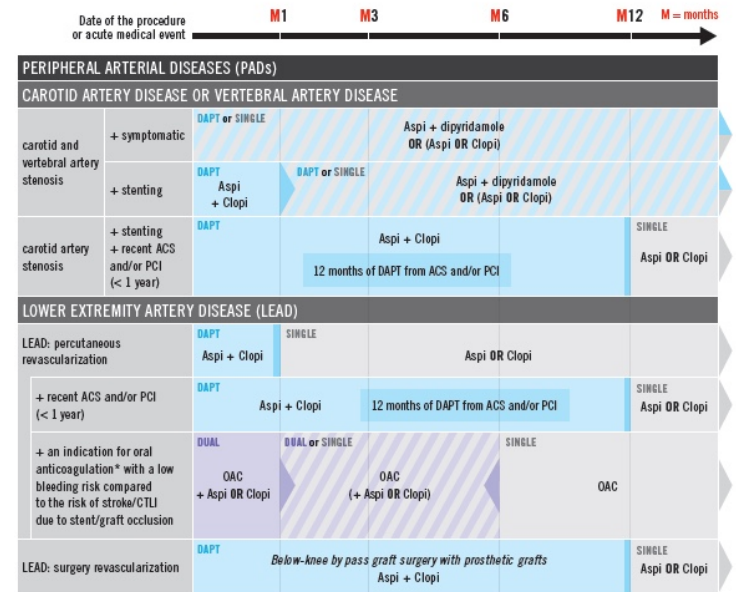 Date of the procedure
or acute medical event
M1
M3
M6
M12
M = months
PERIPHERAL ARTERIAL DISEASES (PADs)
CAROTID ARTERY DISEASE OR VERTEBRAL ARTERY DISEASE
carotid and
vertebral artery
stenosis
+ symptomatic
DAPT or SINGLE
Aspi + dipyridamole
OR (Aspi OR Clopi)
+ stenting
DAPT
Aspi
+ Clopi
DAPT or SINGLE
Aspi + dipyridamole
OR (Aspi OR Clopi)
carotid artery
stenosis
+ stenting
+ recent ACS
and/or PCI
(< 1 year)
DAPT
Aspi + Clopi
12 months of DAPT from ACS and/or PCI
SINGLE
Aspi OR Clopi
LOWER EXTREMITY ARTERY DISEASE (LEAD)
LEAD: percutaneous
revascularization
DAPT
Aspi + Clopi
SINGLE
Aspi OR Clopi
+ recent ACS and/or PCI
(< 1 year)
DAPT
Aspi + Clopi
12 months of DAPT from ACS and/or PCI
SINGLE
Aspi OR Clopi
+ an indication for oral
anticoagulation* with a low
bleeding risk compared
to the risk of stroke/CTLI
due to stent/graft occlusion
DUAL
OAC
+ Aspi OR Clopi
DUAL or SINGLE
OAC
(+ Aspi OR Clopi)
SINGLE
OAC
LEAD: surgery revascularization
DAPT
Below-knee by pass graft surgery with prosthetic grafts
Aspi + Clopi
SINGLE
Aspi OR Clopi